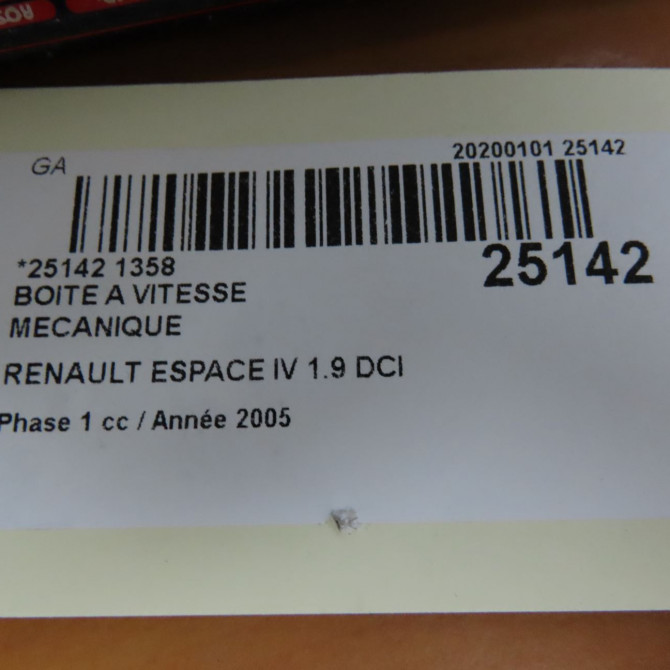 GA
20200101 25142
*25142 1358
25142
BOITE A VITESSE
MECANIQUE
RENAULT ESPACE IV 1.9 DCI
Phase 1 cc / Année 2005